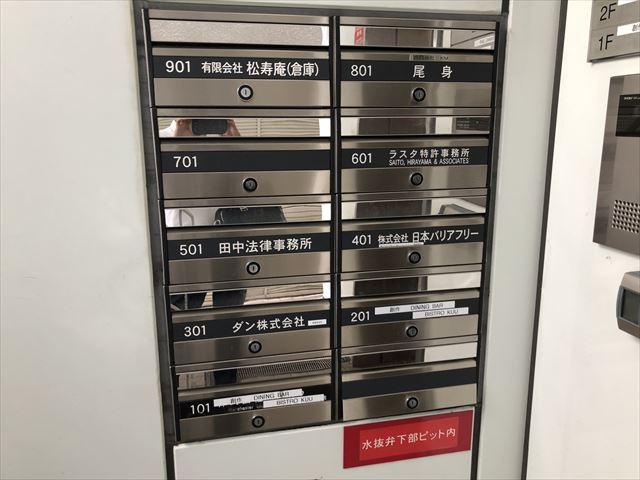 901 有限会社 松寿庵(倉庫)
801 尾身
701
601 ラスタ特許事務所
SAITO, HIRAYAMA & ASSOCIATES
501 田中法律事務所
401 株式会社 日本バリアフリー
301 ダン株式会社
201 創作 DINING BAR
BISTRO KUU
101 創作 DINING BAR
BISTRO KUU
水抜弁下部ピット内
2F
1F